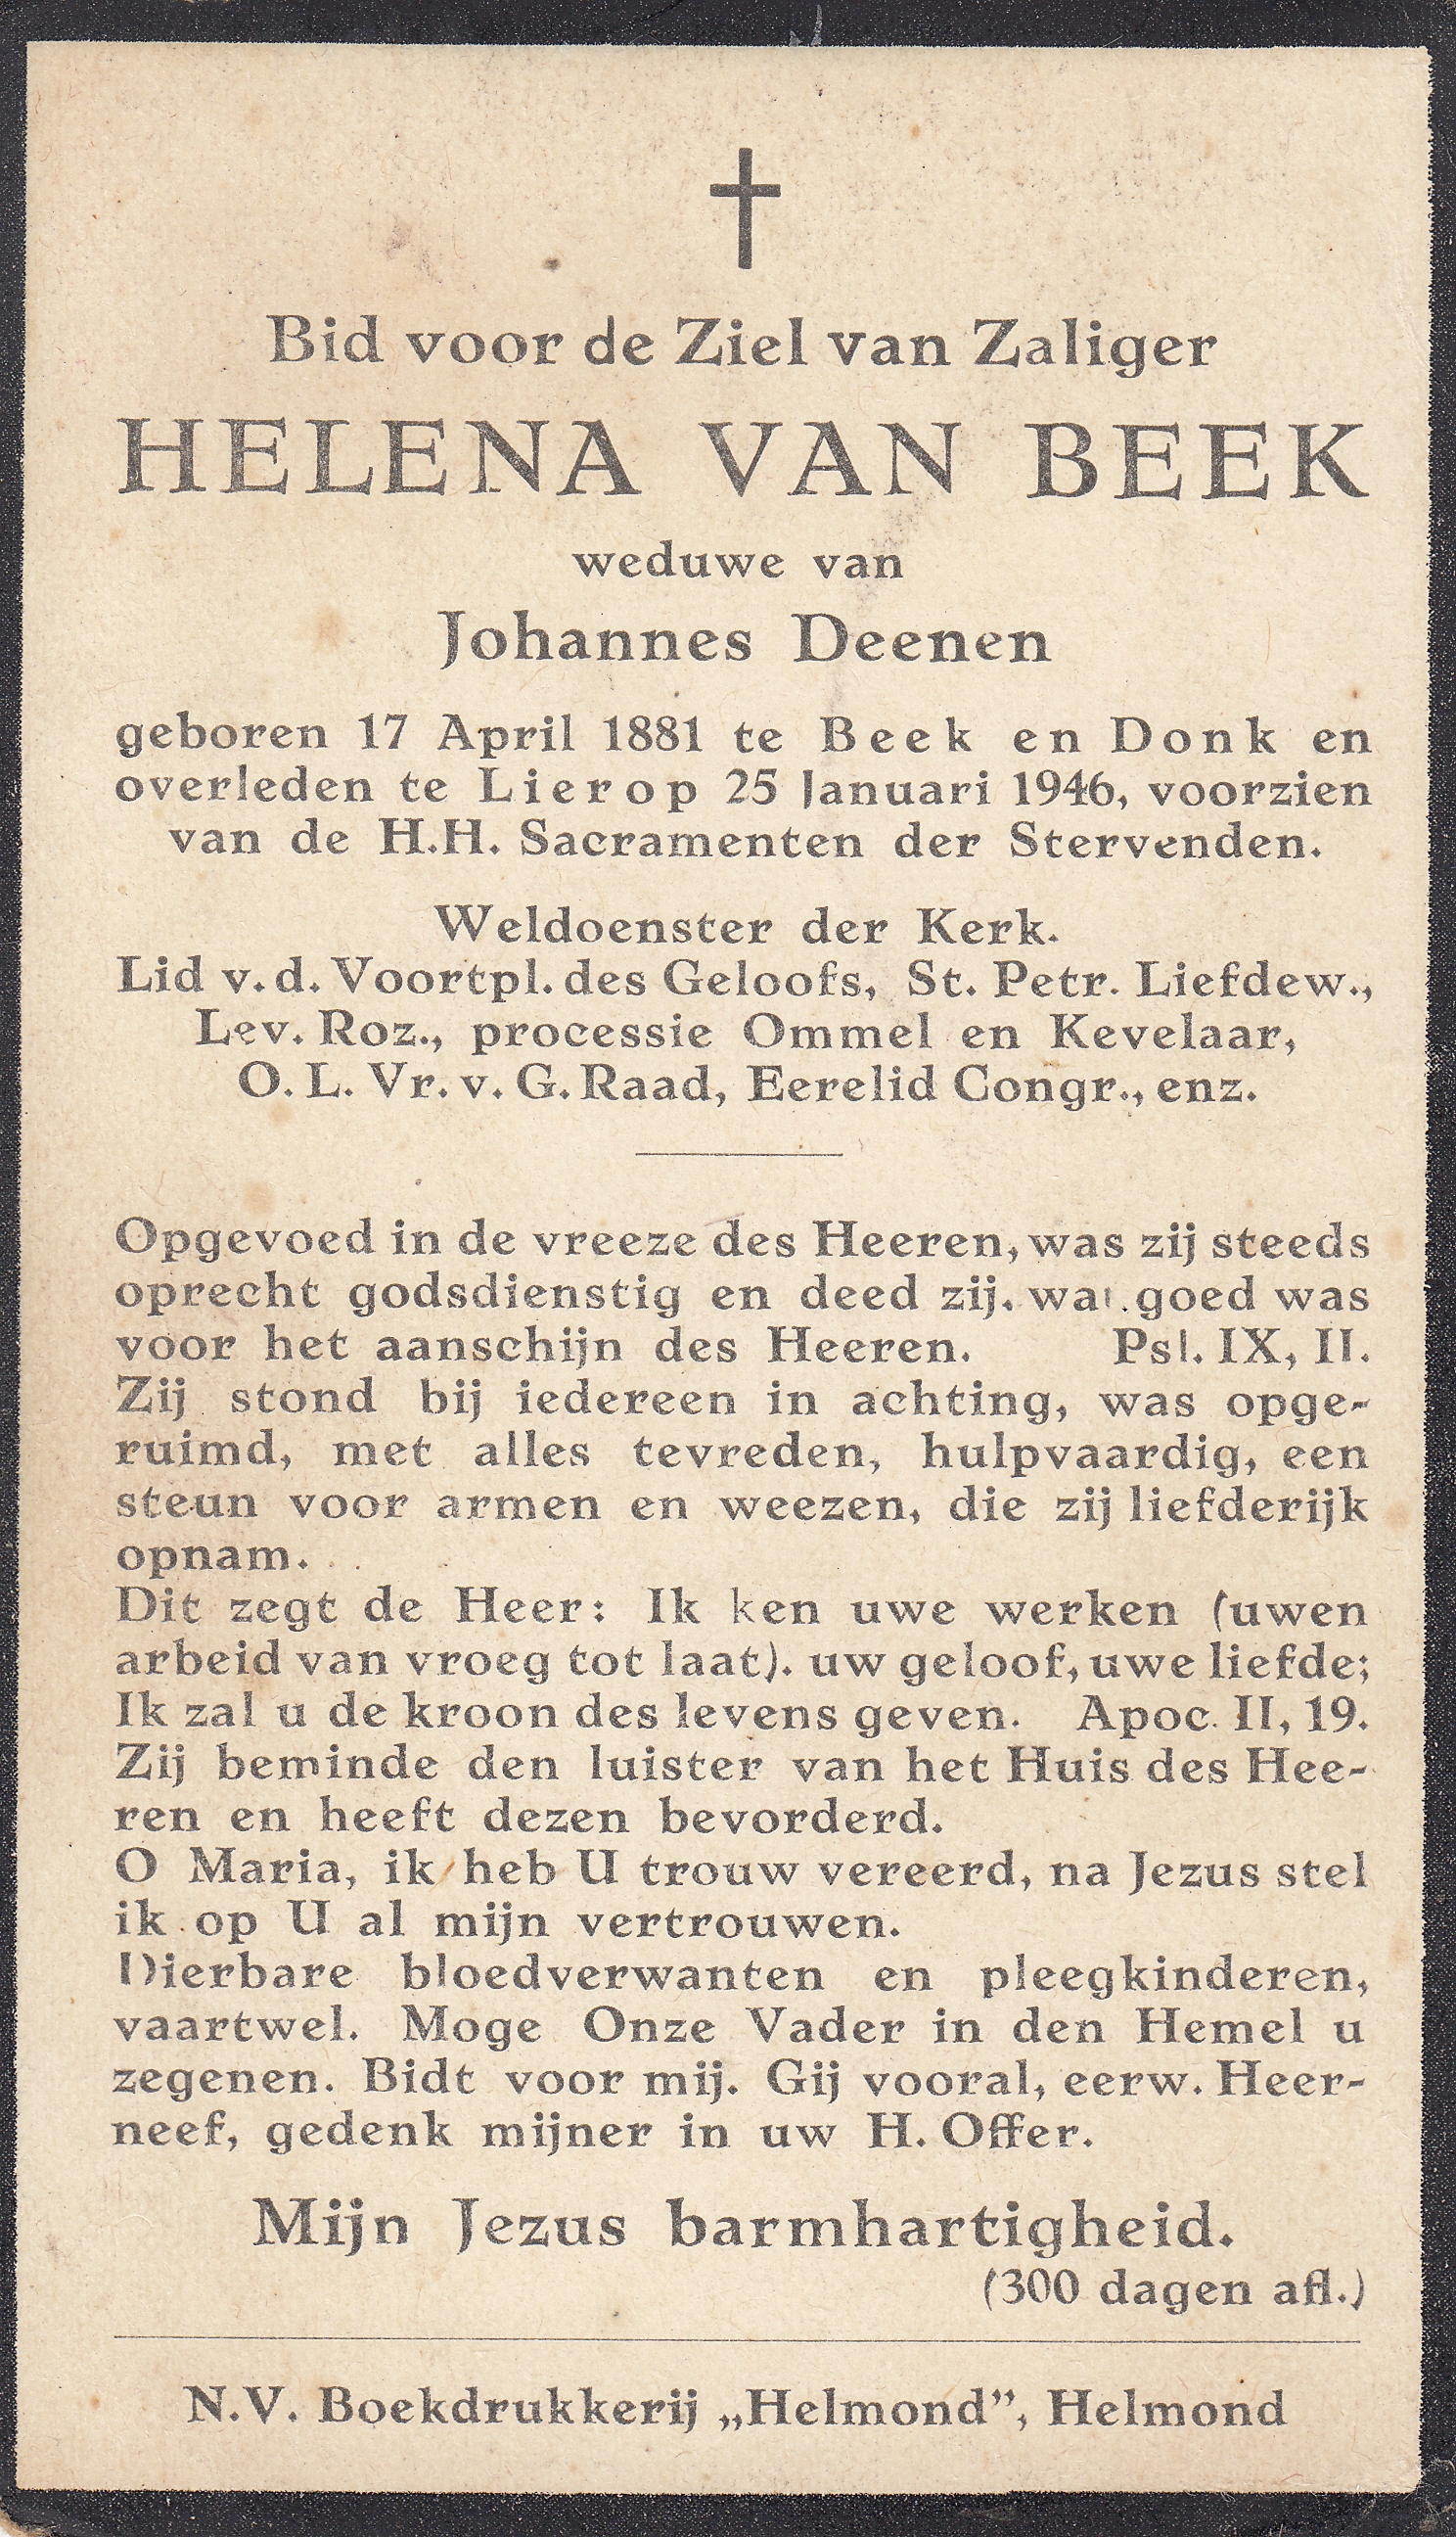 Bid voor de Ziel van Zaliger
HELENA VAN BEEK
weduwe van
Johannes Deenen
geboren 17 April 1881 te Beek en Donk en
overleden te Lierop 25 Januari 1946, voorzien
van de H.H. Sacramenten der Stervenden.
Weldoenster der Kerk.
Lid v. d. Voortpl. des Geloofs, St. Petr. Liefdew.,
Lev. Roz., processie Ommel en Kevelaar,
O. L. Vr. v. G. Raad, Eerelid Congr., enz.
Opgevoed in de vreeze des Heeren, was zij steeds
oprecht godsdienstig en deed zij. wat goed was
voor het aanschijn des Heeren. Psl. IX, II.
Zij stond bij iedereen in achting, was opge-
ruimd, met alles tevreden, hulpvaardig, een
steun voor armen en weezen, die zij liefderijk
opnam.
Dit zegt de Heer: Ik ken uwe werken (uwen
arbeid van vroeg tot laat). uw geloof, uwe liefde;
Ik zal u de kroon des levens geven. Apoc. II, 19.
Zij beminde den luister van het Huis des Hee-
ren en heeft dezen bevorderd.
O Maria, ik heb U trouw vereerd, na Jezus stel
ik op U al mijn vertrouwen.
Dierbare bloedverwanten en pleegkinderen,
vaartwel. Moge Onze Vader in den Hemel u
zegenen. Bidt voor mij. Gij vooral, eerw. Heer-
neef, gedenk mijner in uw H. Offer.
Mijn Jezus barmhartigheid.
(300 dagen afl.)
N.V. Boekdrukkerij „Helmond”, Helmond